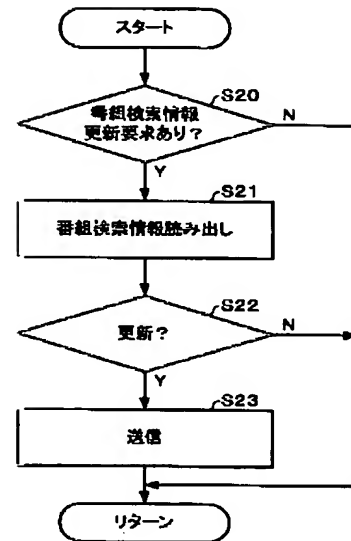 スタート
S20
番組検索情報
更新要求あり？
N
Y
S21
番組検索情報読み出し
S22
更新？
N
Y
S23
送信
リターン